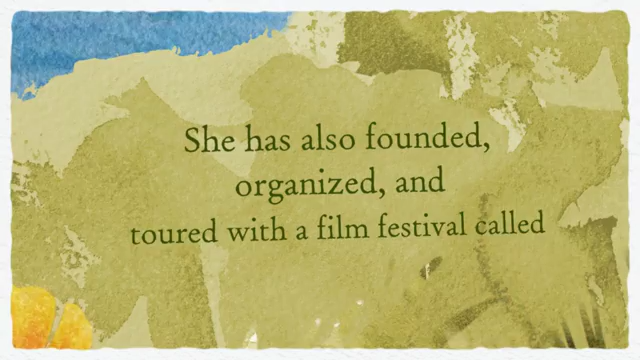 She has also founded,
organized, and
toured with a film festival called